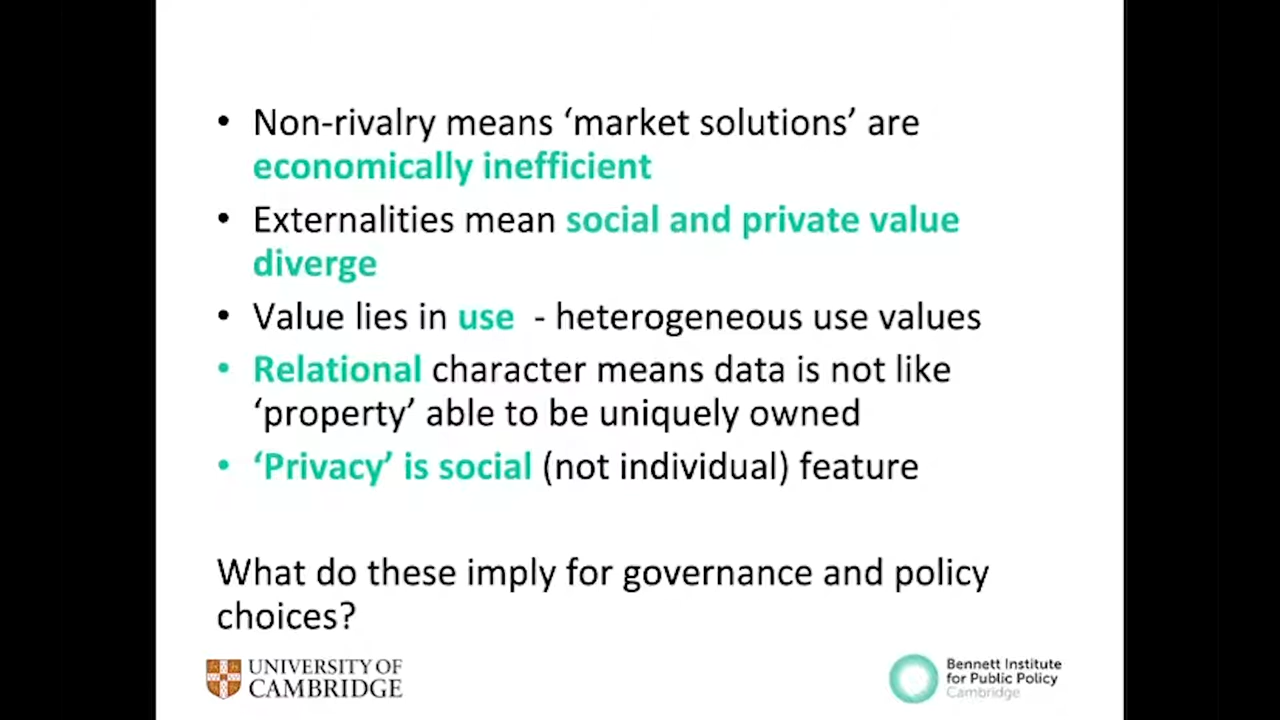 • Non-rivalry means ‘market solutions’ are
economically inefficient
• Externalities mean social and private value
diverge
• Value lies in use - heterogeneous use values
• Relational character means data is not like
‘property’ able to be uniquely owned
• ‘Privacy’ is social (not individual) feature
What do these imply for governance and policy
choices?
UNIVERSITY OF
CAMBRIDGE
Bennett Institute
for Public Policy
Cambridge